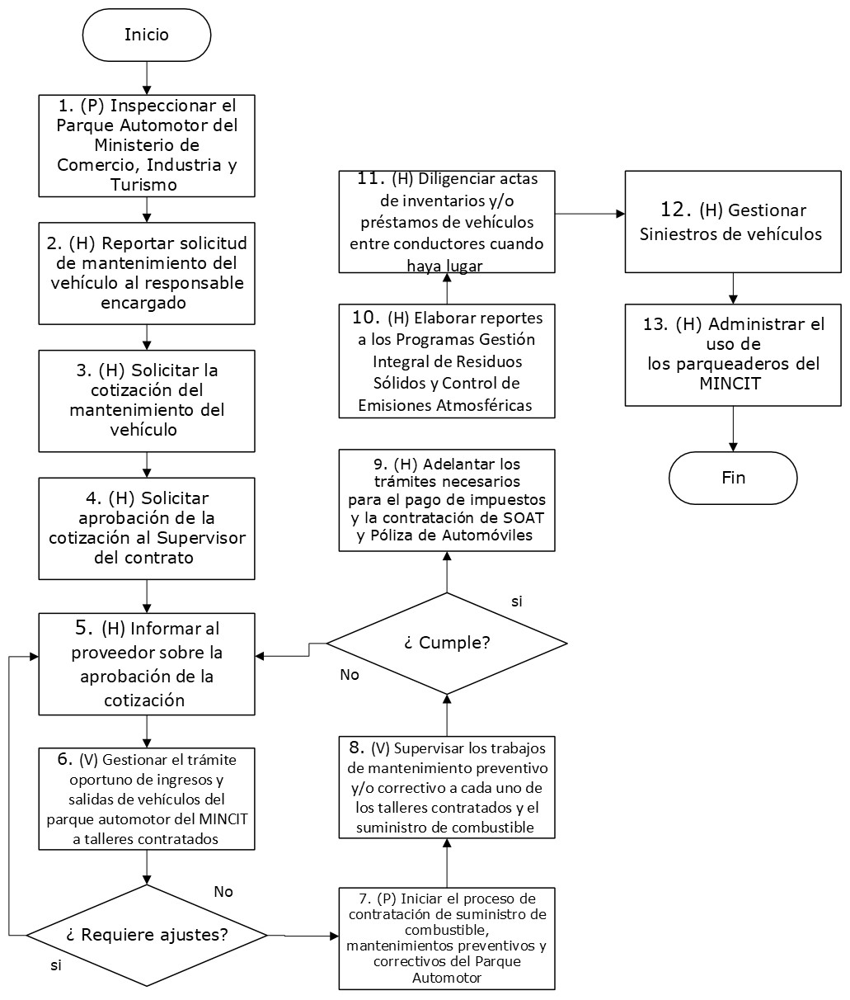 Inicio
1. (P) Inspeccionar el
Parque Automotor del
Ministerio de
Comercio, Industria y
Turismo
2. (H) Reportar solicitud
de mantenimiento del
vehículo al responsable
encargado
3. (H) Solicitar la
cotización del
mantenimiento del
vehículo
4. (H) Solicitar
aprobación de la
cotización al Supervisor
del contrato
5. (H) Informar al
proveedor sobre la
aprobación de la
cotización
6. (V) Gestionar el trámite
oportuno de ingresos y
salidas de vehículos del
parque automotor del MINCIT
a talleres contratados
¿ Requiere ajustes?
No
si
7. (P) Iniciar el proceso de
contratación de suministro de
combustible,
mantenimientos preventivos y
correctivos del Parque
Automotor
8. (V) Supervisar los trabajos
de mantenimiento preventivo
y/o correctivo a cada uno de
los talleres contratados y el
suministro de combustible
¿ Cumple?
No
si
9. (H) Adelantar los
trámites necesarios
para el pago de impuestos
y la contratación de SOAT
y Póliza de Automóviles
10. (H) Elaborar reportes
a los Programas Gestión
Integral de Residuos
Sólidos y Control de
Emisiones Atmosféricas
11. (H) Diligenciar actas
de inventarios y/o
préstamos de vehículos
entre conductores cuando
haya lugar
12. (H) Gestionar
Siniestros de vehículos
13. (H) Administrar el
uso de
los parqueaderos del
MINCIT
Fin